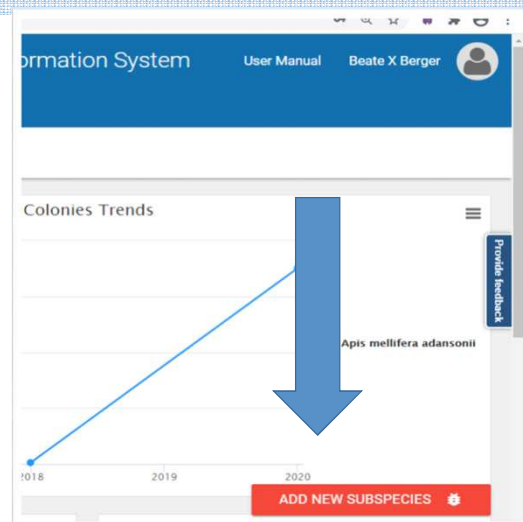 ormation System
User Manual
Beate X Berger
Colonies Trends
Provide feedback
Apis mellifera adansonii
2018
2019
2020
ADD NEW SUBSPECIES